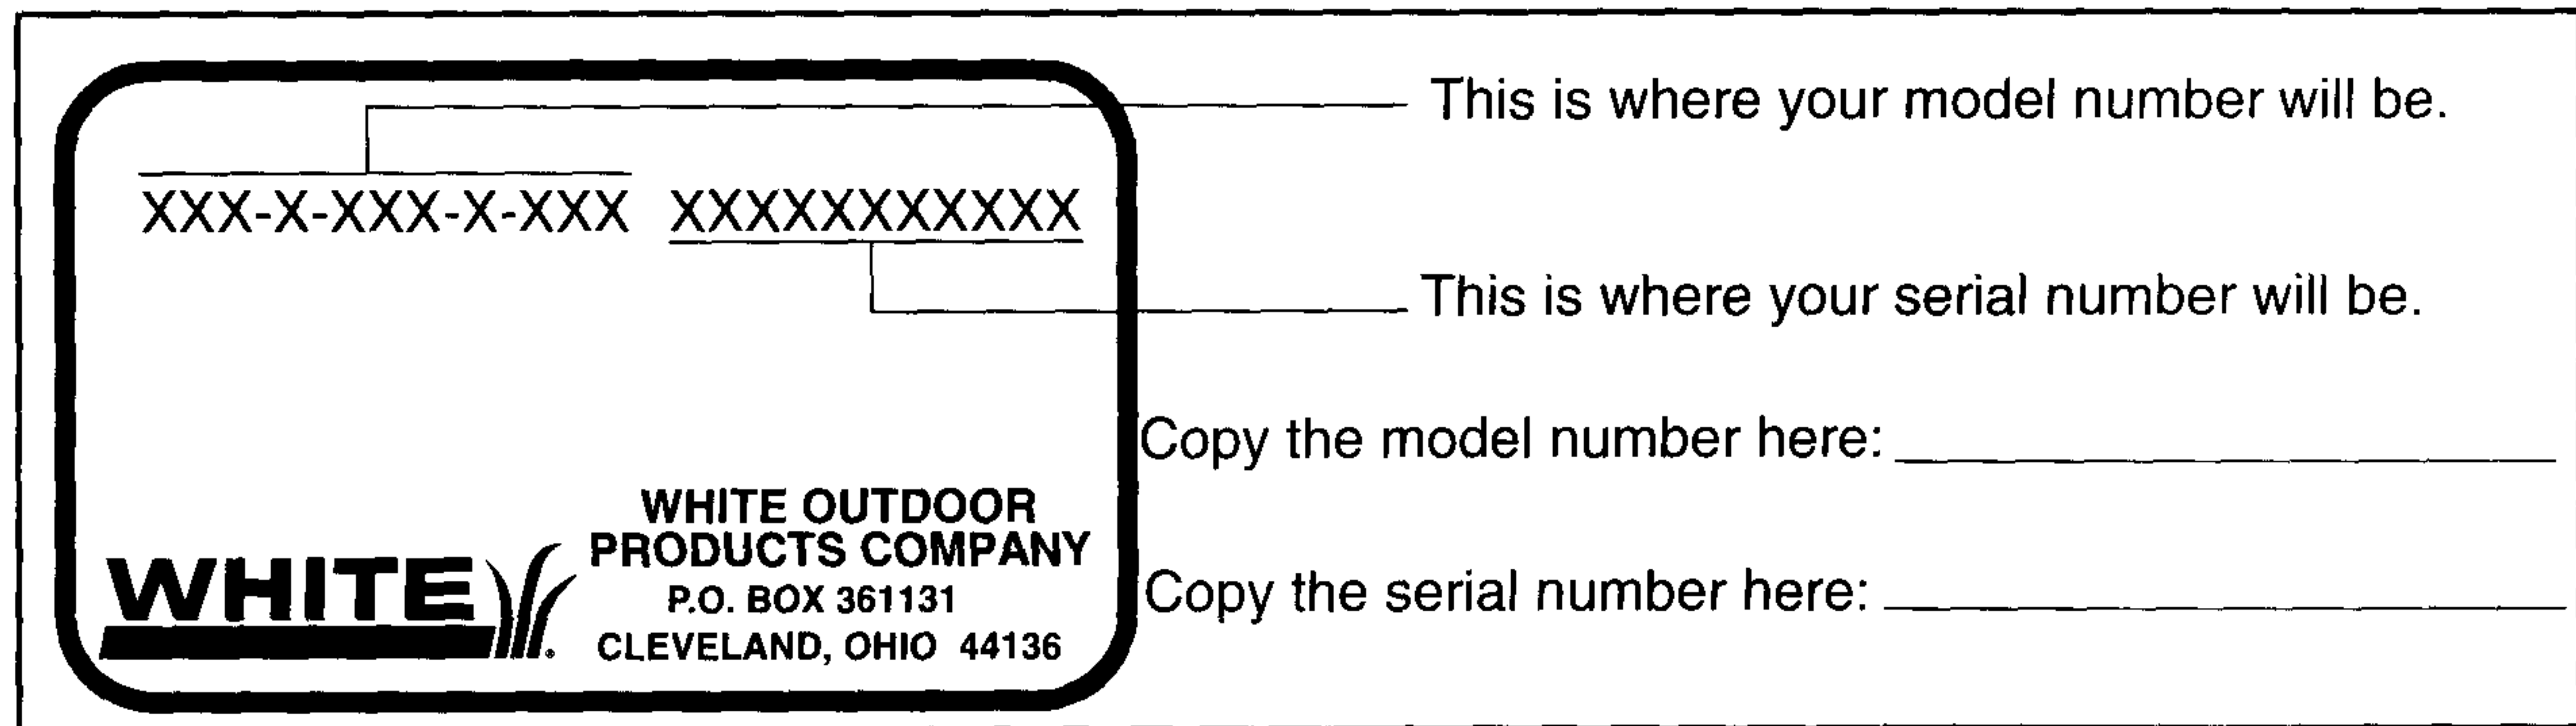 This is where your model number will be.
XXX-X-XXX-X-XXX XXXXXXXXXXX
This is where your serial number will be.
Copy the model number here:
WHITE OUTDOOR
PRODUCTS COMPANY
P.O. BOX 361131
CLEVELAND, OHIO 44136
WHITE
Copy the serial number here: